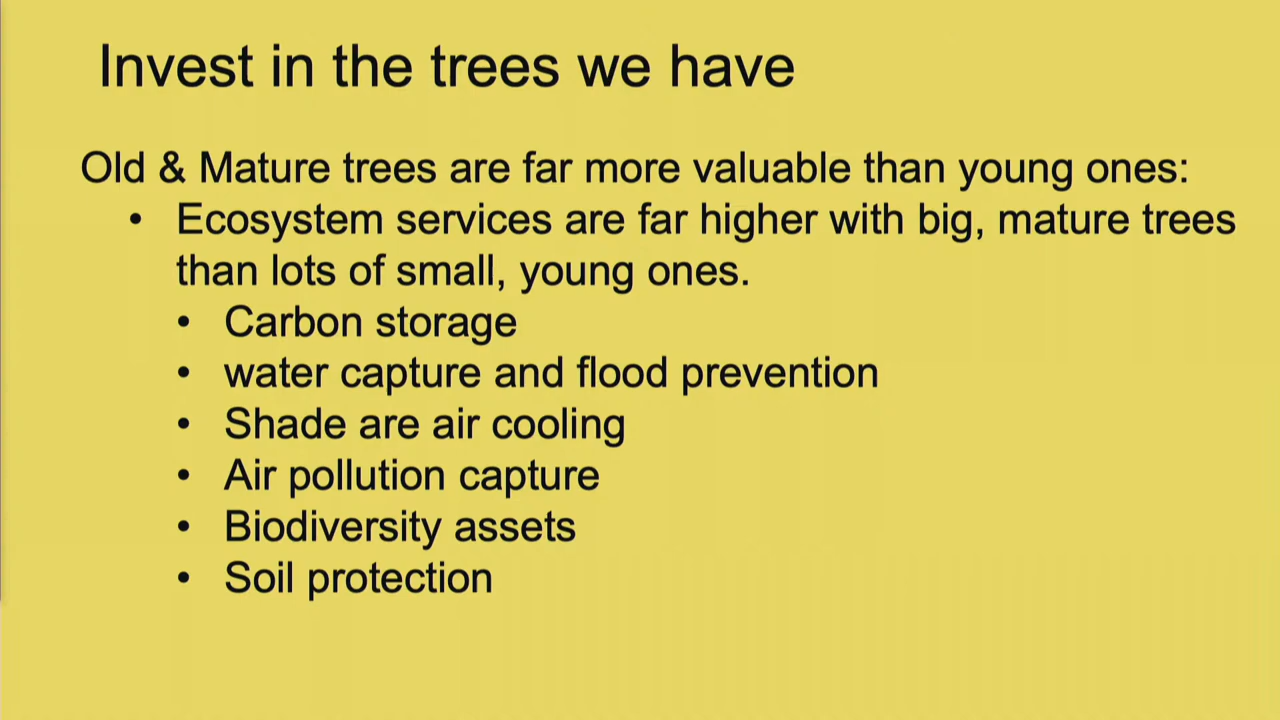 Invest in the trees we have
Old & Mature trees are far more valuable than young ones:
• Ecosystem services are far higher with big, mature trees
than lots of small, young ones.
• Carbon storage
• water capture and flood prevention
• Shade are air cooling
• Air pollution capture
• Biodiversity assets
• Soil protection